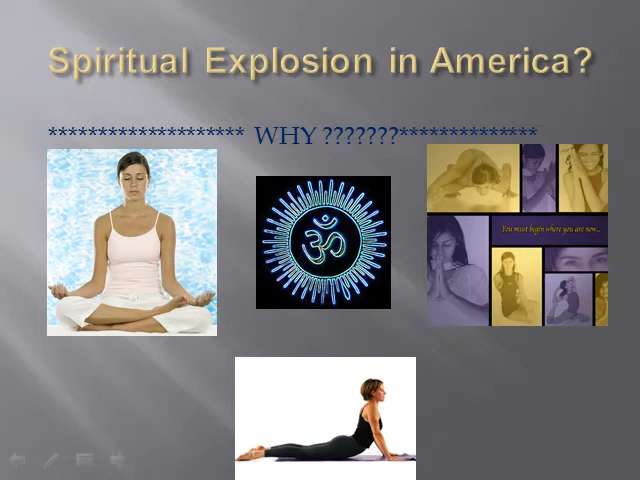 Spiritual Explosion in America?
******************** WHY ???????**************
ॐ
You must begin where you are now...